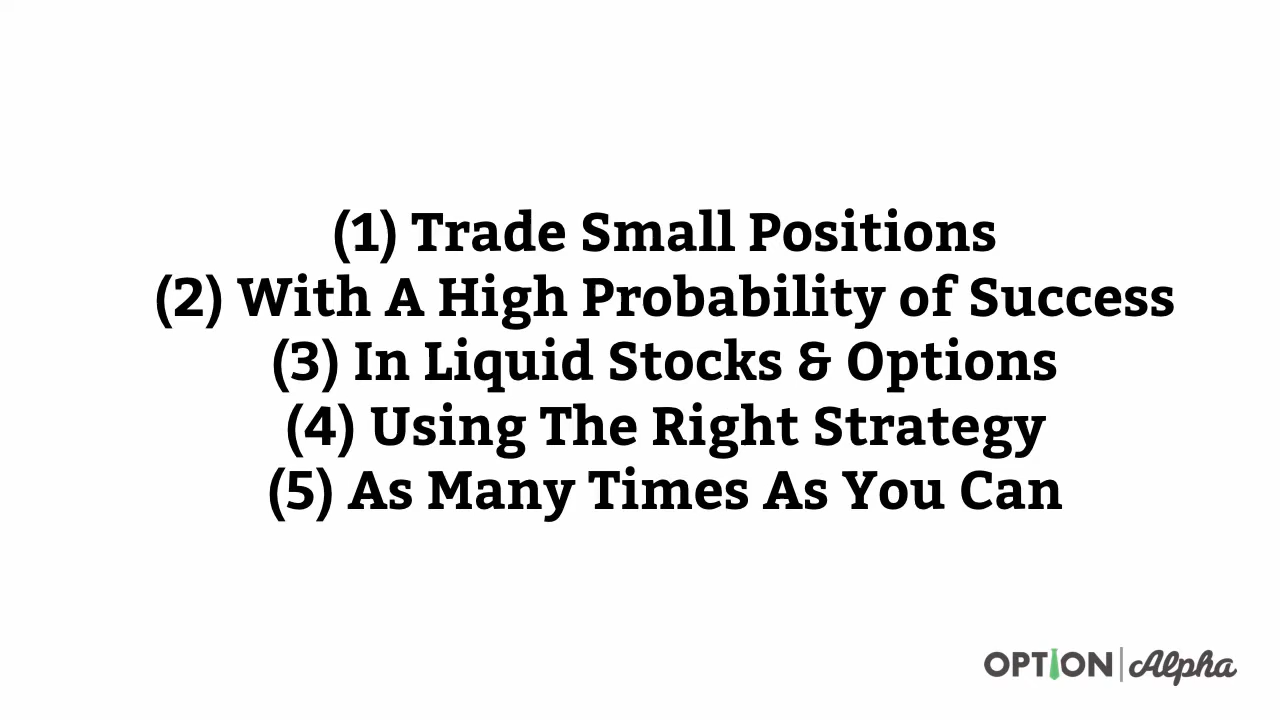 (1) Trade Small Positions
(2) With A High Probability of Success
(3) In Liquid Stocks & Options
(4) Using The Right Strategy
(5) As Many Times As You Can
OPTION | Alpha